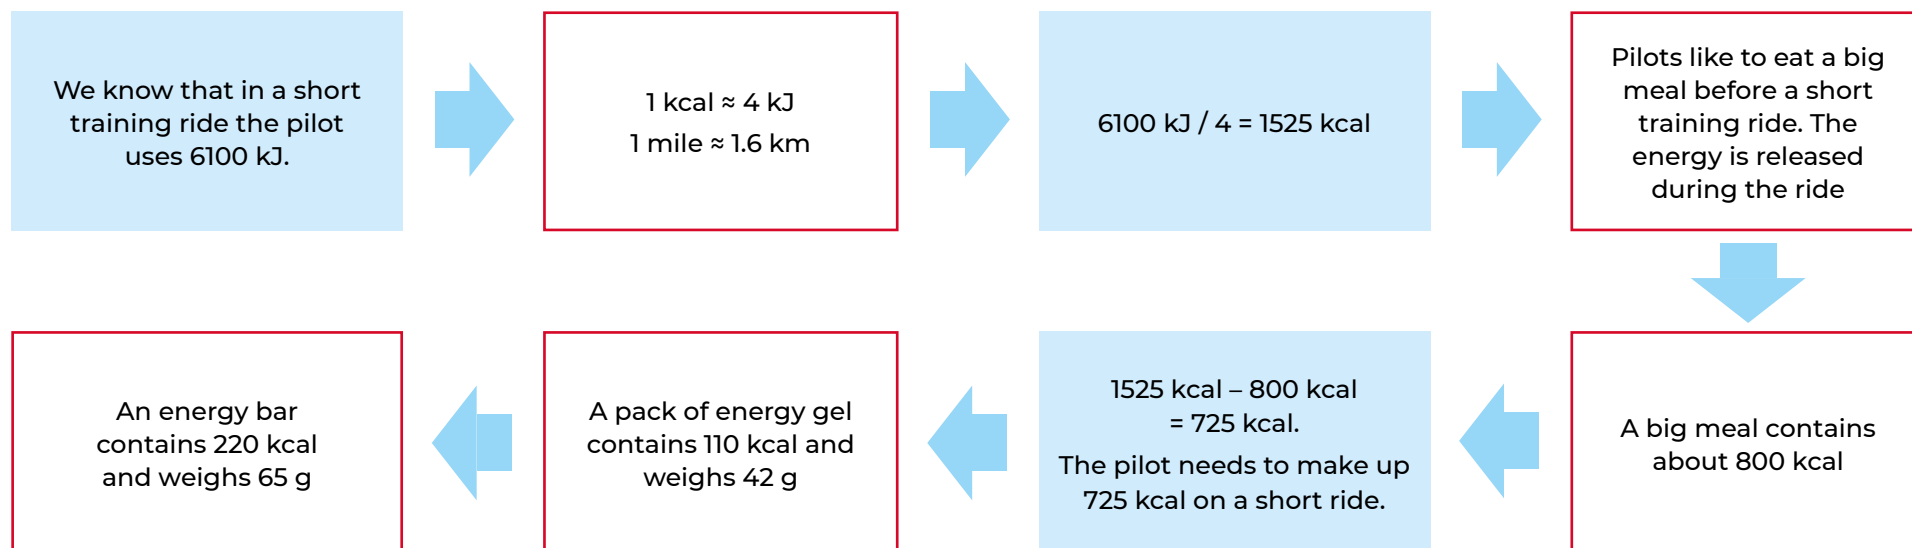 We know that in a short
training ride the pilot
uses 6100 kJ.
1 kcal ≈ 4 kJ
1 mile ≈ 1.6 km
6100 kJ / 4 = 1525 kcal
Pilots like to eat a big
meal before a short
training ride. The
energy is released
during the ride
A big meal contains
about 800 kcal
1525 kcal – 800 kcal
= 725 kcal.
The pilot needs to make up
725 kcal on a short ride.
A pack of energy gel
contains 110 kcal and
weighs 42 g
An energy bar
contains 220 kcal
and weighs 65 g